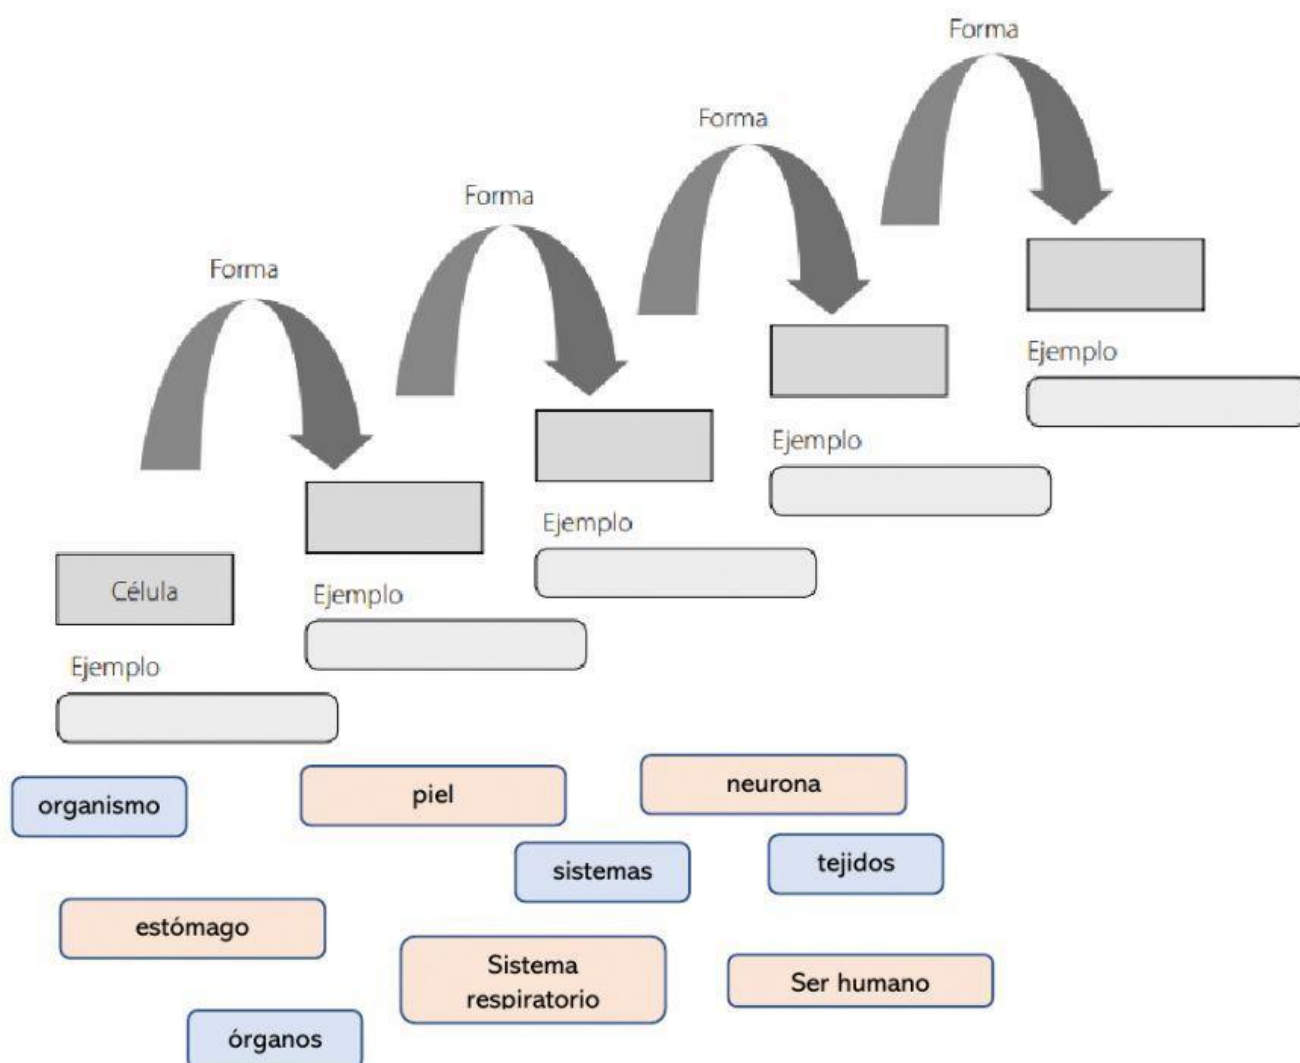 Forma
Forma
Forma
Forma
Ejemplo
Ejemplo
Ejemplo
Célula
Ejemplo
Ejemplo
organismo
piel
neurona
sistemas
tejidos
estómago
Sistema
respiratorio
Ser humano
órganos